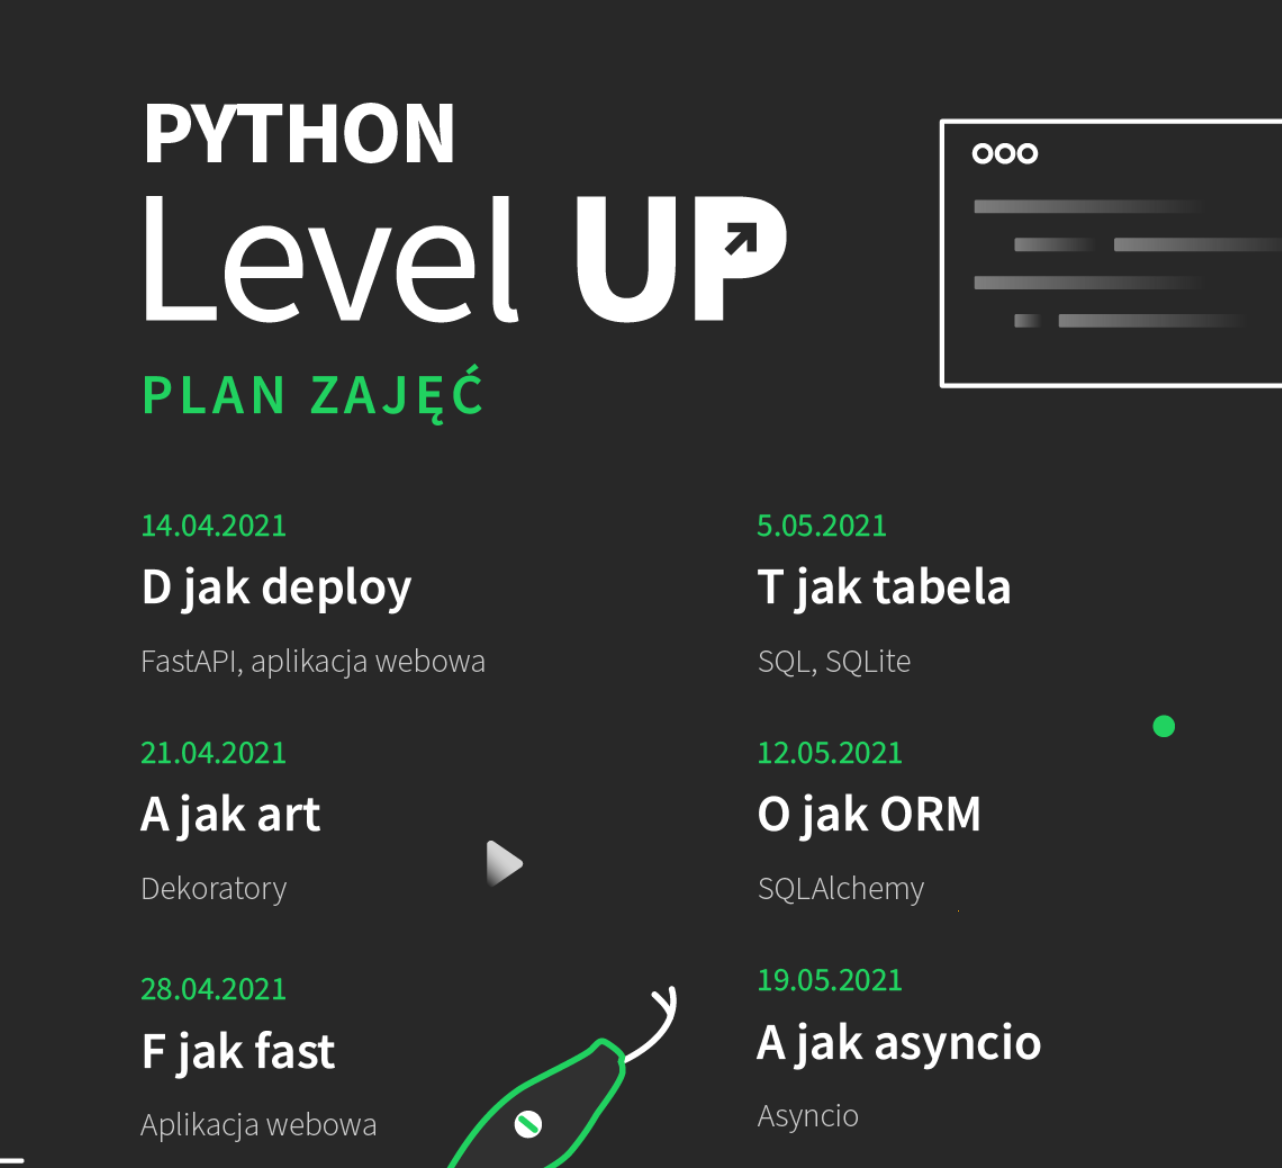 PYTHON
Level UP
PLAN ZAJĘĆ
14.04.2021
D jak deploy
FastAPI, aplikacja webowa
21.04.2021
A jak art
Dekoratory
28.04.2021
F jak fast
Aplikacja webowa
5.05.2021
T jak tabela
SQL, SQLite
12.05.2021
O jak ORM
SQLAlchemy
19.05.2021
A jak asyncio
Asyncio